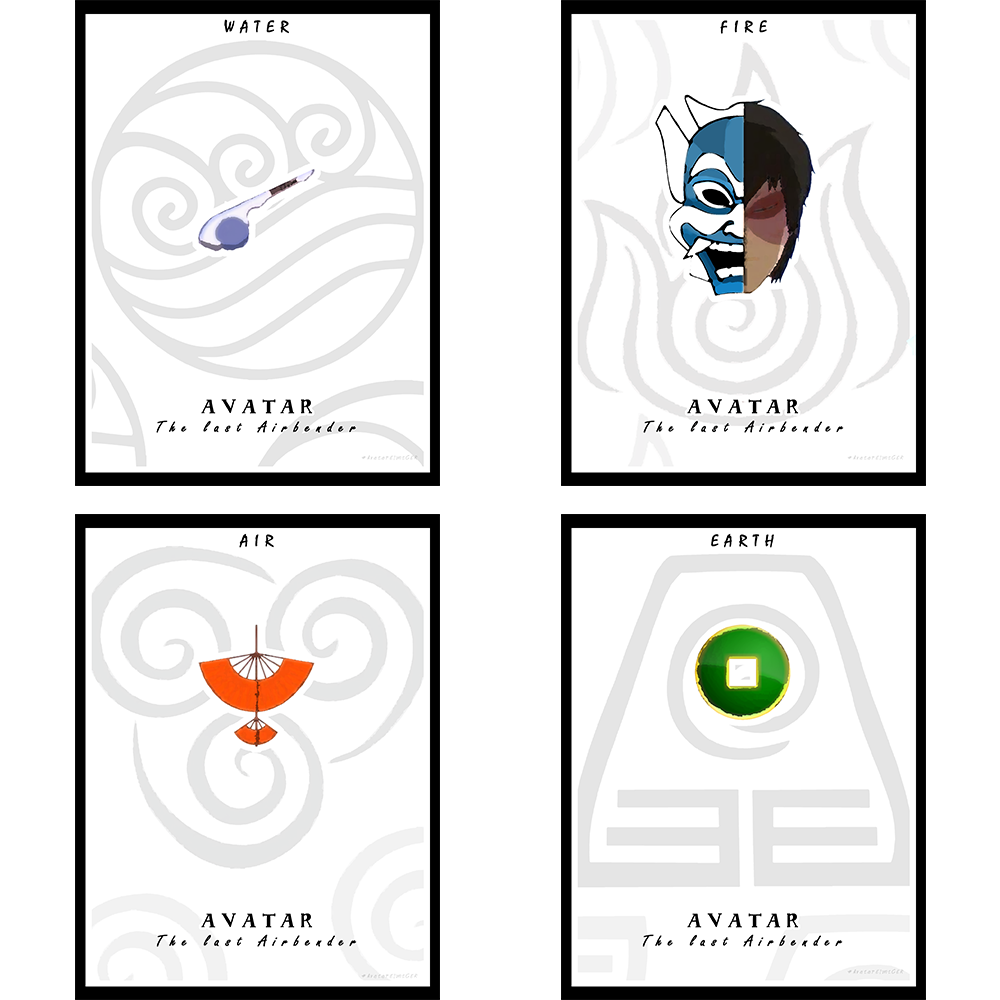 WATER
AVATAR
The last Airbender
FIRE
AVATAR
The last Airbender
AIR
AVATAR
The last Airbender
EARTH
AVATAR
The last Airbender